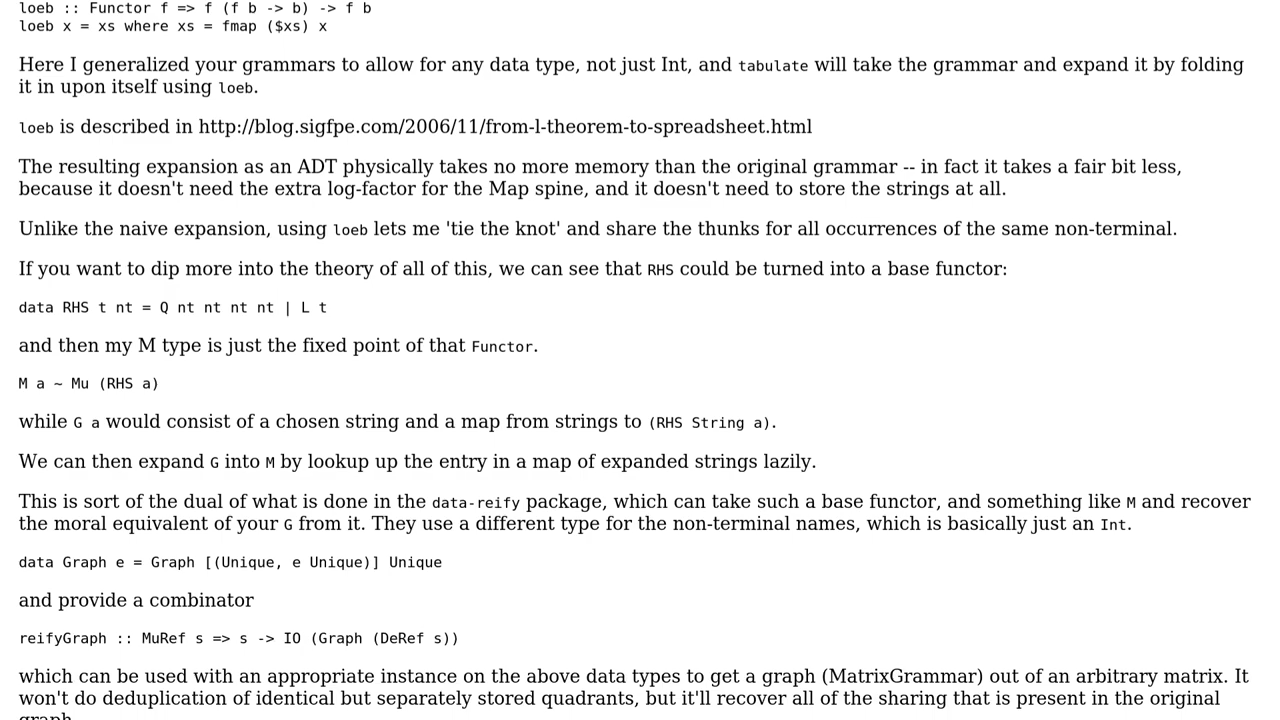 loeb :: Functor f => f (f b -> b) -> f b
loeb x = xs where xs = fmap ($xs) x
Here I generalized your grammars to allow for any data type, not just Int, and tabulate will take the grammar and expand it by folding
it in upon itself using loeb.
loeb is described in http://blog.sigfpe.com/2006/11/from-l-theorem-to-spreadsheet.html
The resulting expansion as an ADT physically takes no more memory than the original grammar -- in fact it takes a fair bit less,
because it doesn't need the extra log-factor for the Map spine, and it doesn't need to store the strings at all.
Unlike the naive expansion, using loeb lets me 'tie the knot' and share the thunks for all occurrences of the same non-terminal.
If you want to dip more into the theory of all of this, we can see that RHS could be turned into a base functor:
data RHS t nt = Q nt nt nt nt | L t
and then my M type is just the fixed point of that Functor.
M a ~ Mu (RHS a)
while G a would consist of a chosen string and a map from strings to (RHS String a).
We can then expand G into M by lookup up the entry in a map of expanded strings lazily.
This is sort of the dual of what is done in the data-reify package, which can take such a base functor, and something like M and recover
the moral equivalent of your G from it. They use a different type for the non-terminal names, which is basically just an Int.
data Graph e = Graph [(Unique, e Unique)] Unique
and provide a combinator
reifyGraph :: MuRef s => s -> IO (Graph (DeRef s))
which can be used with an appropriate instance on the above data types to get a graph (MatrixGrammar) out of an arbitrary matrix. It
won't do deduplication of identical but separately stored quadrants, but it'll recover all of the sharing that is present in the original
graph.